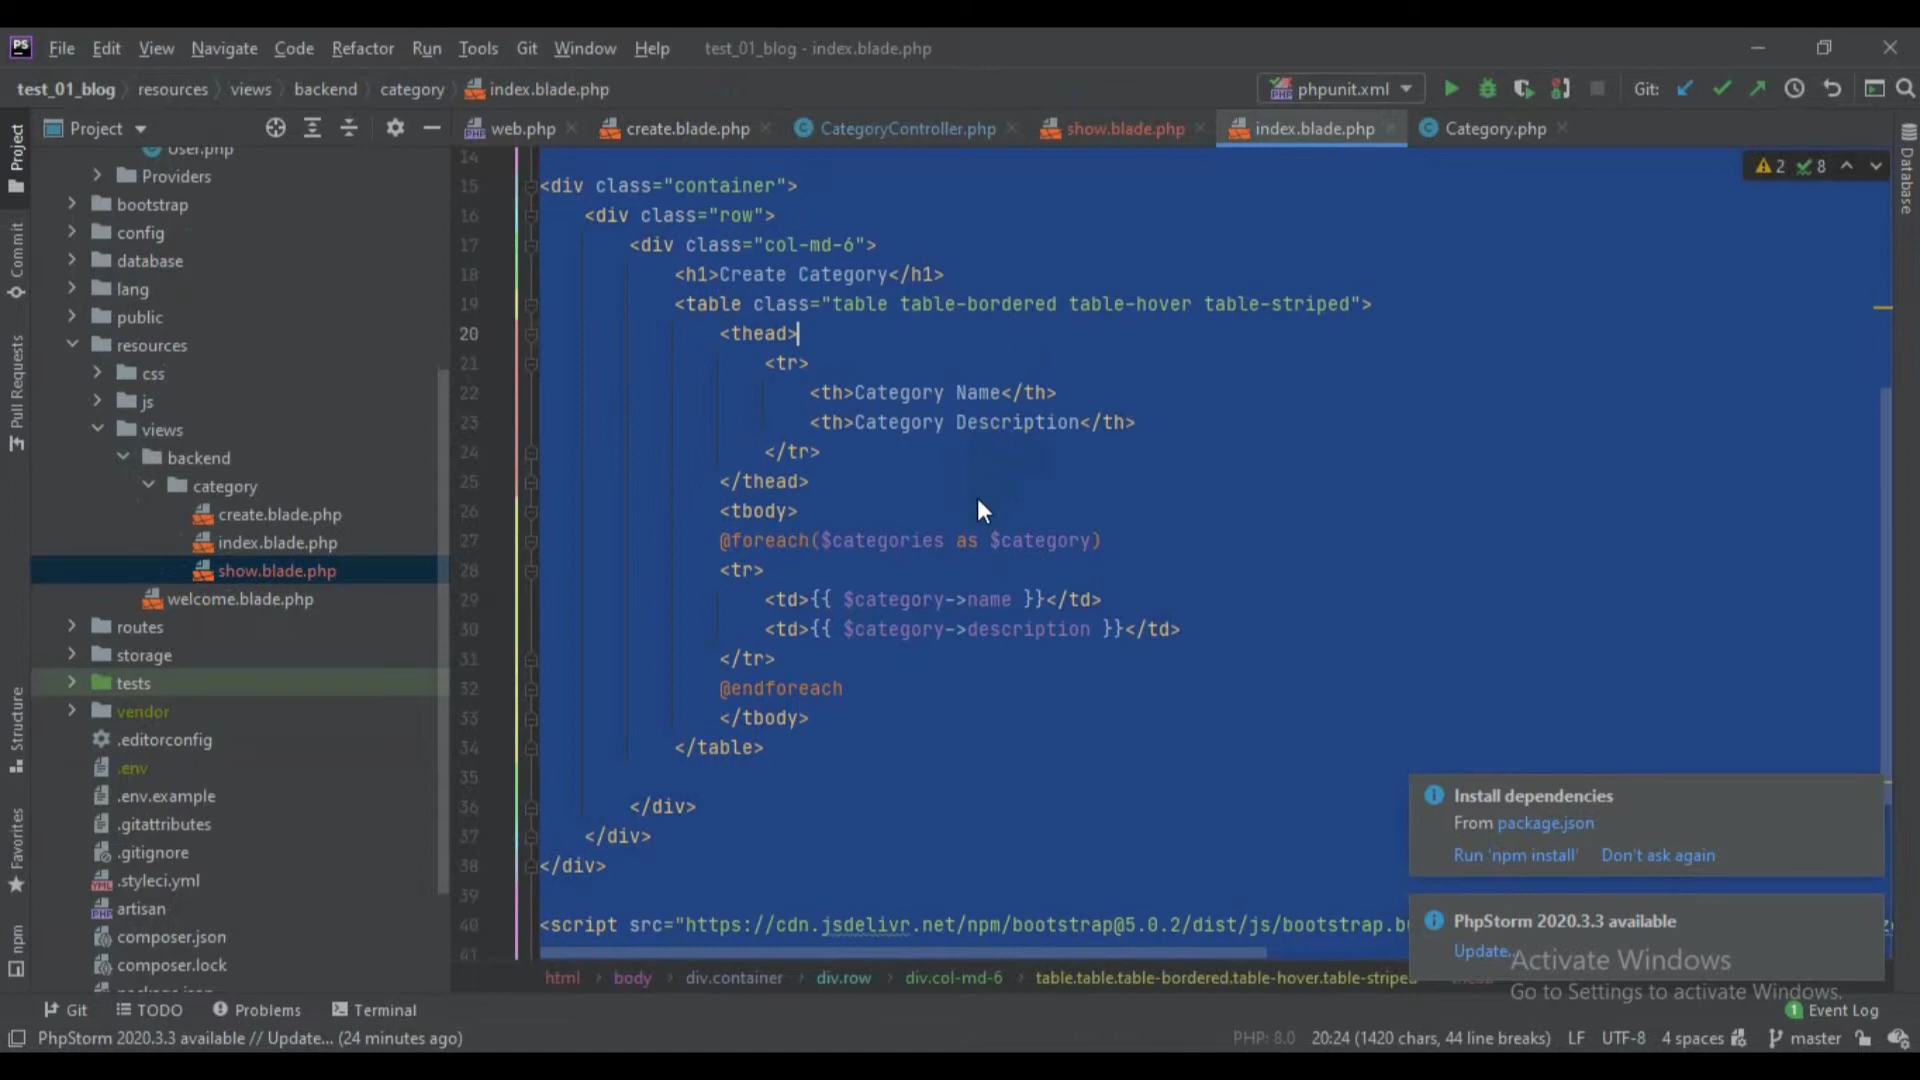 PS File Edit View Navigate Code Refactor Run Tools Git Window Help test_01_blog - index.blade.php
test_01_blog resources views backend category index.blade.php phpunit.xml Git:
Project web.php create.blade.php CategoryController.php show.blade.php index.blade.php Category.php
Project
Commit
Pull Requests
Structure
Favorites
npm
Database
User.php
Providers
bootstrap
config
database
lang
public
resources
css
js
views
backend
category
create.blade.php
index.blade.php
show.blade.php
welcome.blade.php
routes
storage
tests
vendor
.editorconfig
.env
.env.example
.gitattributes
.gitignore
.styleci.yml
artisan
composer.json
composer.lock
package.json
2 8
14
15 <div class="container">
16 <div class="row">
17 <div class="col-md-6">
18 <h1>Create Category</h1>
19 <table class="table table-bordered table-hover table-striped">
20 <thead>
21 <tr>
22 <th>Category Name</th>
23 <th>Category Description</th>
24 </tr>
25 </thead>
26 <tbody>
27 @foreach($categories as $category)
28 <tr>
29 <td>{{ $category->name }}</td>
30 <td>{{ $category->description }}</td>
31 </tr>
32 @endforeach
33 </tbody>
34 </table>
35
36 </div>
37 </div>
38 </div>
39
40 <script src="https://cdn.jsdelivr.net/npm/bootstrap@5.0.2/dist/js/bootstrap.b
41
Install dependencies
From package.json
Run 'npm install' Don't ask again
PhpStorm 2020.3.3 available
Update...
Activate Windows
Go to Settings to activate Windows.
html body div.container div.row div.col-md-6 table.table.table-bordered.table-hover.table-striped
Git TODO Problems Terminal 1 Event Log
PhpStorm 2020.3.3 available // Update... (24 minutes ago) PHP: 8.0 20:24 (1420 chars, 44 line breaks) LF UTF-8 4 spaces master